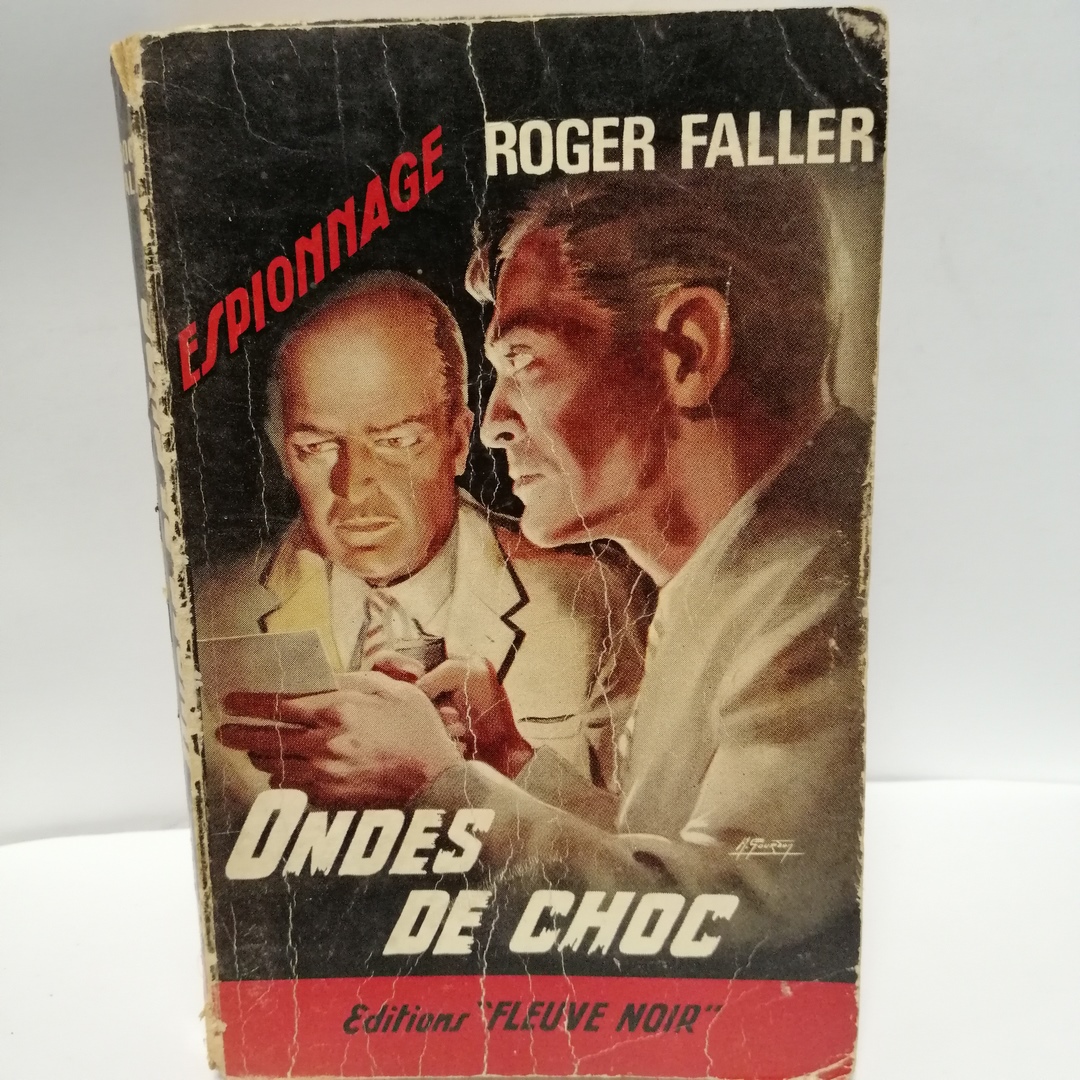 ROGER FALLER
ESPIONNAGE
ONDES
DE CHOC
Editions "FLEUVE NOIR"